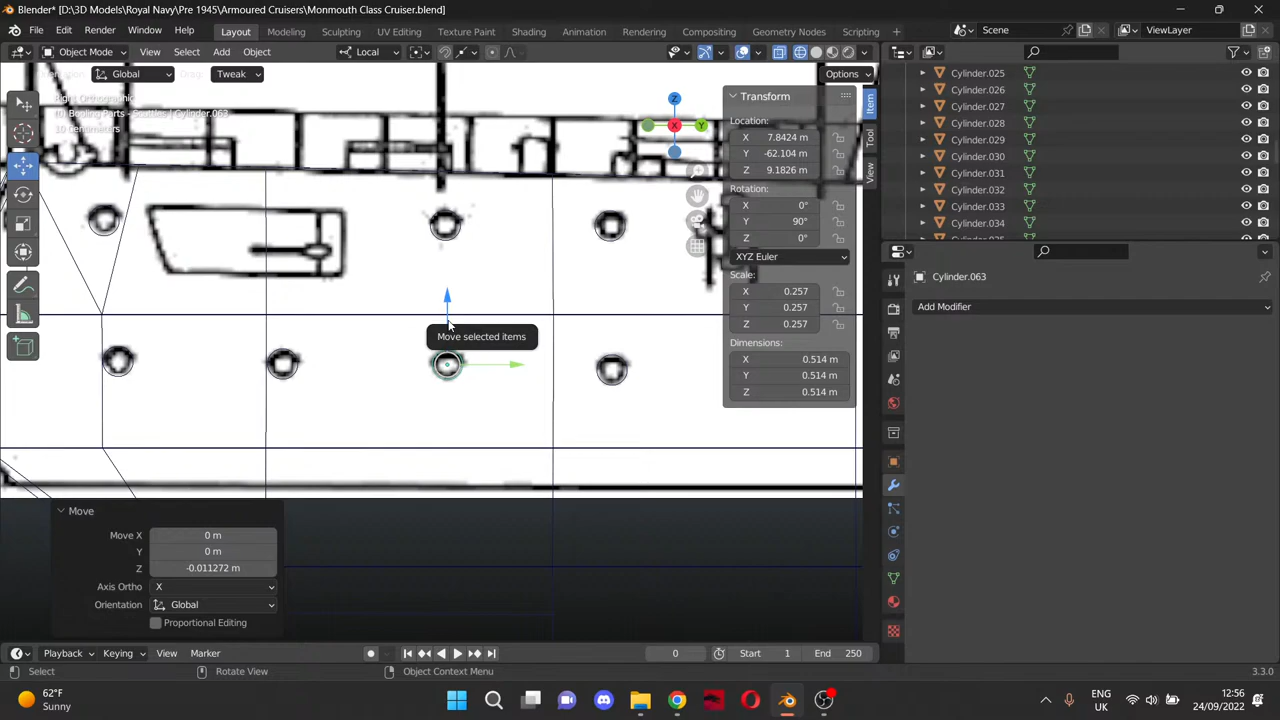 Blender* [D:\3D Models\Royal Navy\Pre 1945\Armoured Cruisers\Monmouth Class Cruiser.blend]
File Edit Render Window Help Layout Modeling Sculpting UV Editing Texture Paint Shading Animation Rendering Compositing Geometry Nodes Scripting + Scene ViewLayer
Object Mode View Select Add Object Local
Global Drag: Tweak Options
Right Orthographic
10 Centimeters
Z
X Y
Transform
Location:
X 7.8424 m
Y -62.104 m
Z 9.1826 m
Rotation:
X 0°
Y 90°
Z 0°
XYZ Euler
Scale:
X 0.257
Y 0.257
Z 0.257
Dimensions:
X 0.514 m
Y 0.514 m
Z 0.514 m
Item
Tool
View
Move selected items
Cylinder.025
Cylinder.026
Cylinder.027
Cylinder.028
Cylinder.029
Cylinder.030
Cylinder.031
Cylinder.032
Cylinder.033
Cylinder.034
Cylinder.063
Add Modifier
Move
Move X 0 m
Y 0 m
Z -0.011272 m
Axis Ortho X
Orientation Global
Proportional Editing
Playback Keying View Marker 0 Start 1 End 250
Select Rotate View Object Context Menu 3.3.0
62°F
Sunny
ENG
UK
12:56
24/09/2022